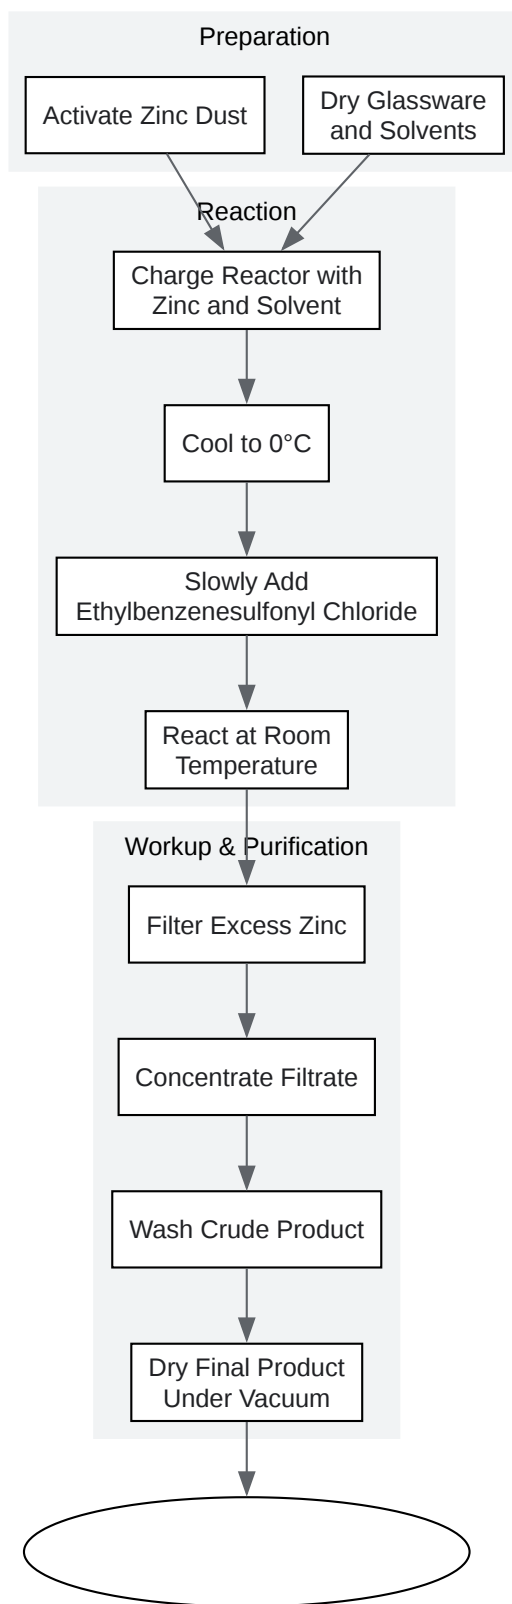 Preparation
Activate Zinc Dust
Dry Glassware
and Solvents
Reaction
Charge Reactor with
Zinc and Solvent
Cool to 0°C
Slowly Add
Ethylbenzenesulfonyl Chloride
React at Room
Temperature
Workup & Purification
Filter Excess Zinc
Concentrate Filtrate
Wash Crude Product
Dry Final Product
Under Vacuum